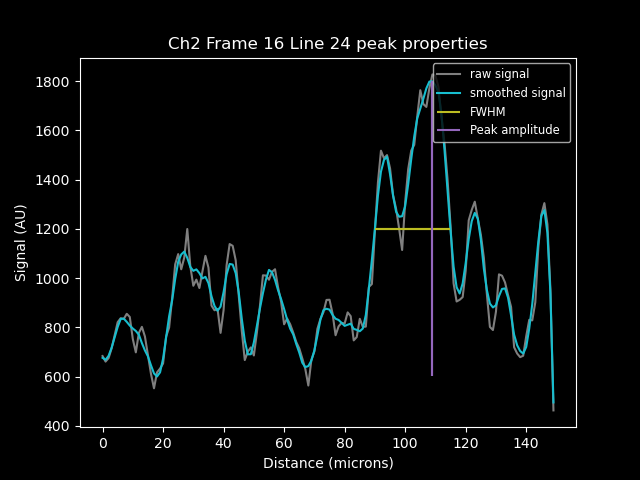 Ch2 Frame 16 Line 24 peak properties
raw signal
smoothed signal
FWHM
Peak amplitude
Signal (AU)
1800
1600
1400
1200
1000
800
600
400
0 20 40 60 80 100 120 140
Distance (microns)